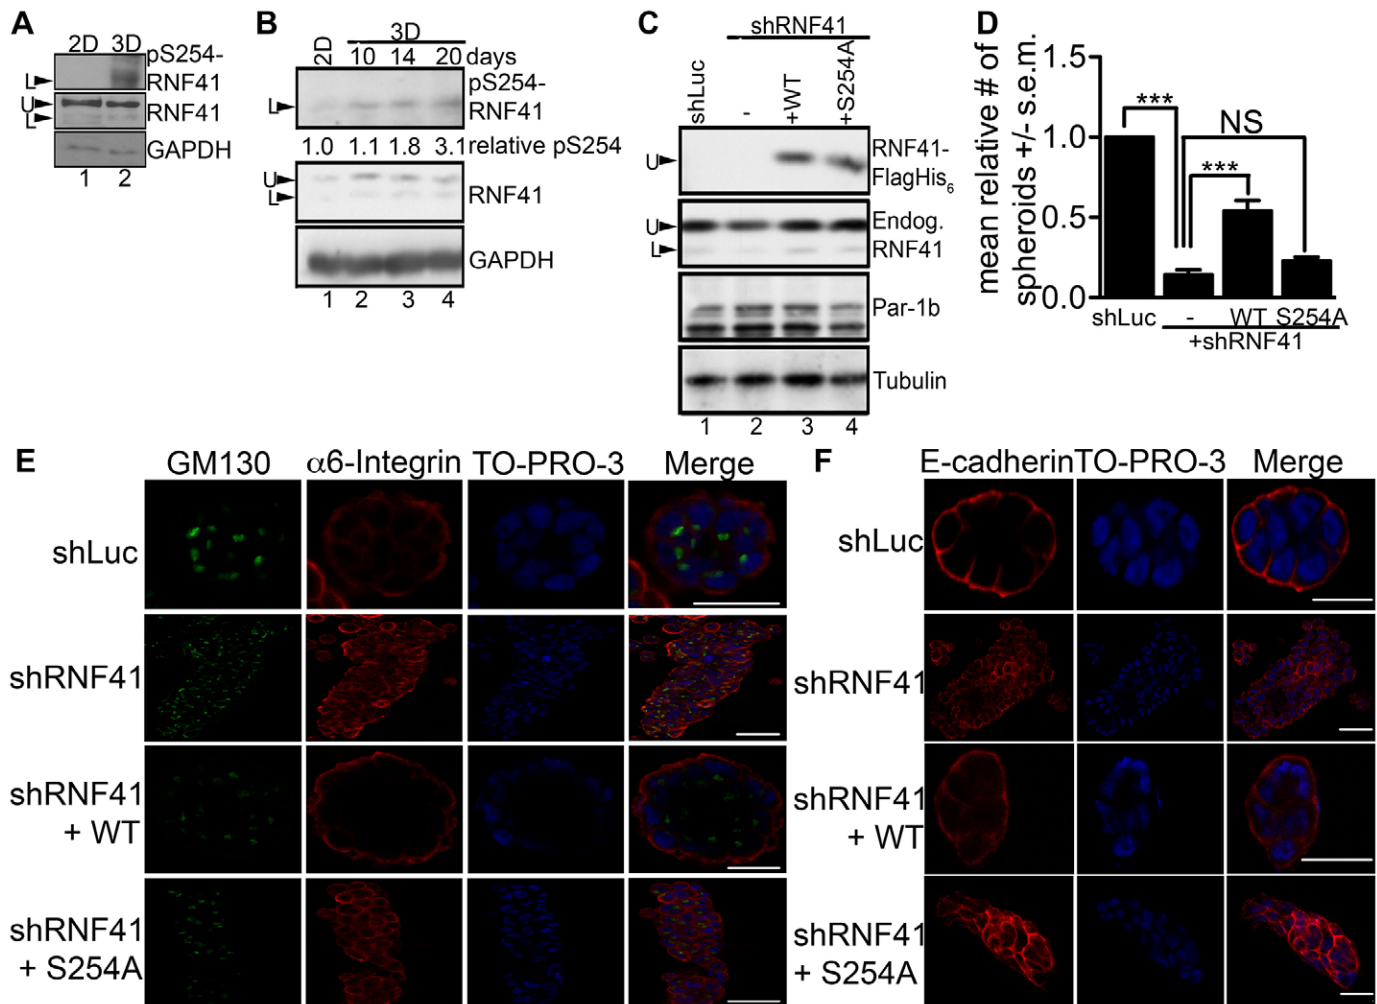 A
2D 3D
pS254-
RNF41
L
U
L
RNF41
GAPDH
1 2
B
3D
2D 10 14 20 days
pS254-
RNF41
L
1.0 1.1 1.8 3.1 relative pS254
U
L
RNF41
GAPDH
1 2 3 4
C
shRNF41
shLuc - +WT +S254A
U
RNF41-
FlagHis6
U
Endog.
L
RNF41
Par-1b
Tubulin
1 2 3 4
D
mean relative # of
spheroids +/- s.e.m.
1.5
1.0
0.5
0.0
***
NS
***
shLuc - WT S254A
+shRNF41
E
GM130 α6-Integrin TO-PRO-3 Merge
shLuc
shRNF41
shRNF41
+ WT
shRNF41
+ S254A
F
E-cadherin TO-PRO-3 Merge
shLuc
shRNF41
shRNF41
+ WT
shRNF41
+ S254A